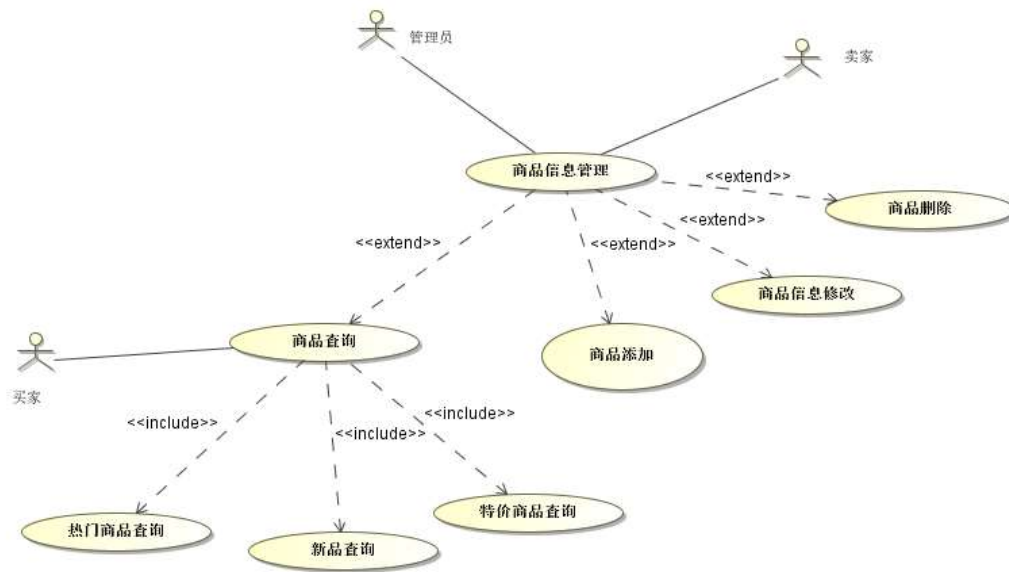 管理员
卖家
商品信息管理
<<extend>>
商品删除
<<extend>>
<<extend>>
<<extend>>
商品信息修改
商品查询
商品添加
买家
<<include>>
<<include>>
<<include>>
特价商品查询
热门商品查询
新品查询